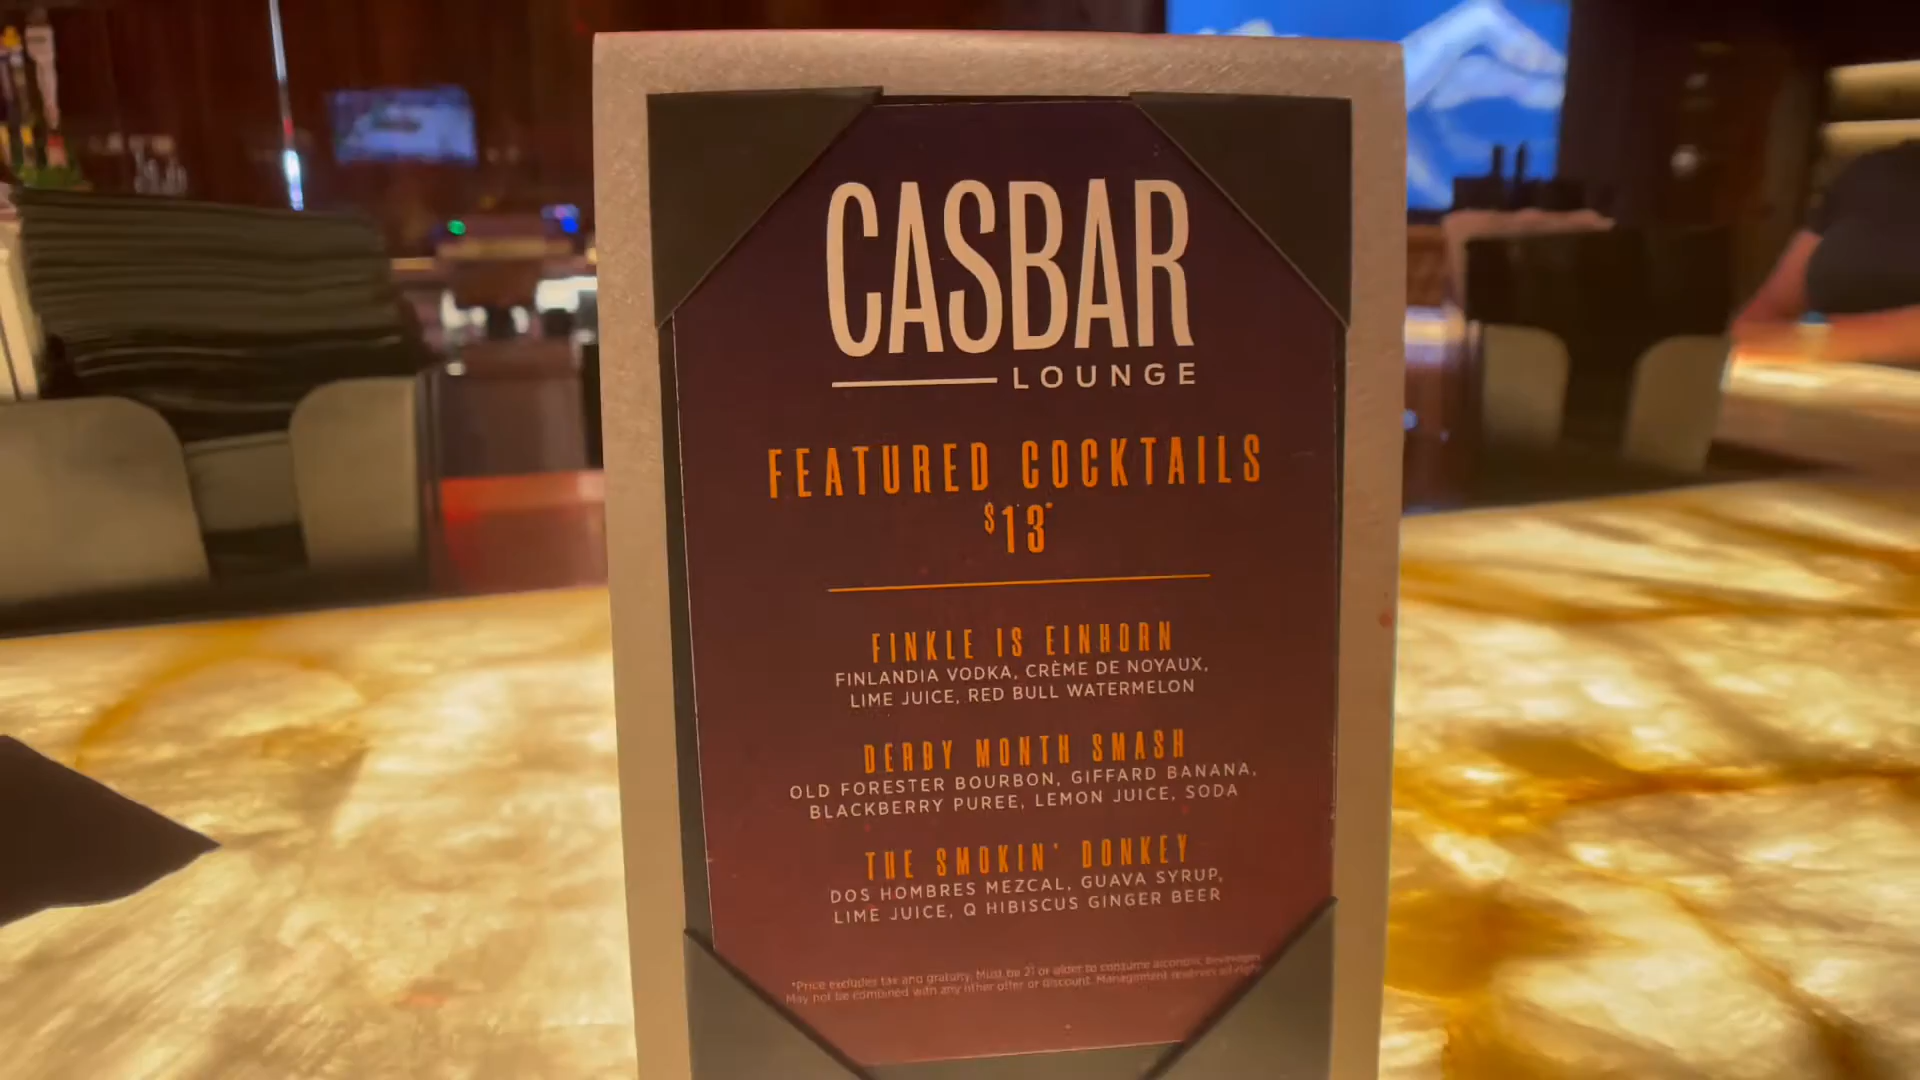 CASBAR
LOUNGE
FEATURED COCKTAILS
$13*
FINKLE IS EINHORN
FINLANDIA VODKA, CRÈME DE NOYAUX,
LIME JUICE, RED BULL WATERMELON
DERBY MONTH SMASH
OLD FORESTER BOURBON, GIFFARD BANANA,
BLACKBERRY PUREE, LEMON JUICE, SODA
THE SMOKIN' DONKEY
DOS HOMBRES MEZCAL, GUAVA SYRUP,
LIME JUICE, Q HIBISCUS GINGER BEER
*Price excludes tax and gratuity. Must be 21 or older to consume alcoholic beverages.
May not be combined with any other offer or discount. Management reserves all rights.